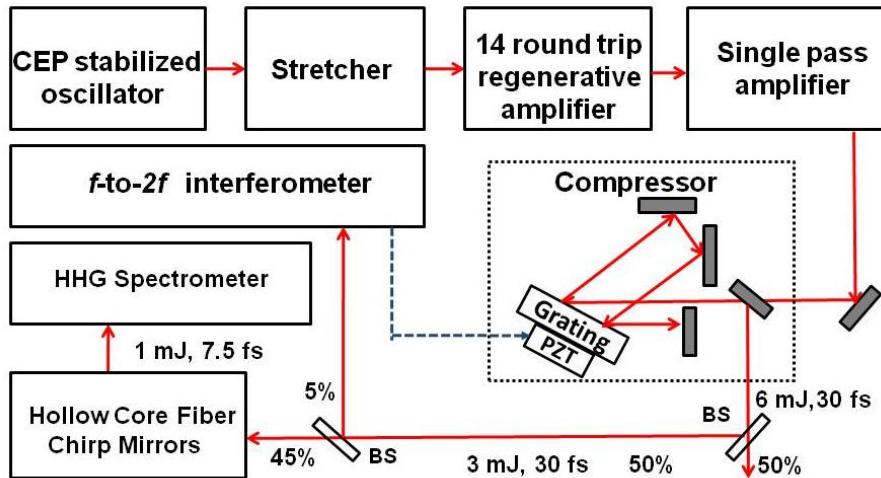 CEP stabilized
oscillator
Stretcher
14 round trip
regenerative
amplifier
Single pass
amplifier
f-to-2f interferometer
Compressor
Grating
PZT
HHG Spectrometer
1 mJ, 7.5 fs
5%
6 mJ,30 fs
BS
Hollow Core Fiber
Chirp Mirrors
45%
BS
3 mJ, 30 fs
50%
50%